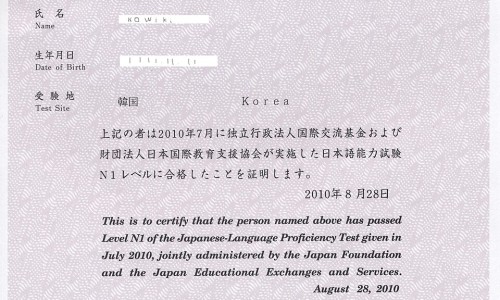 氏 名
Name
kawiki
生年月日
Date of Birth
1111.11.11
受 験 地
Test Site
韓国 Korea
上記の者は2010年7月に独立行政法人国際交流基金および
財団法人日本国際教育支援協会が実施した日本語能力試験
N1レベルに合格したことを証明します。
2010年 8 月28日
This is to certify that the person named above has passed
Level N1 of the Japanese-Language Proficiency Test given in
July 2010, jointly administered by the Japan Foundation
and the Japan Educational Exchanges and Services.
August 28, 2010